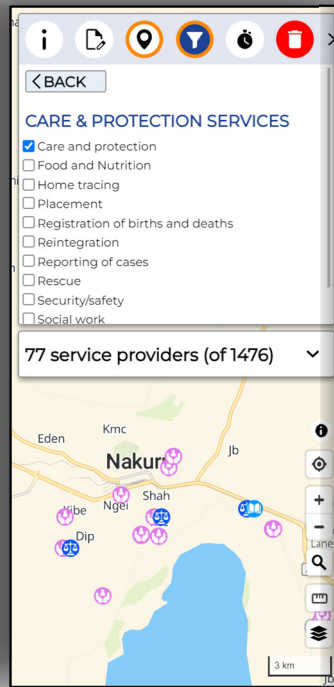 BACK
CARE & PROTECTION SERVICES
Care and protection
Food and Nutrition
Home tracing
Placement
Registration of births and deaths
Reintegration
Reporting of cases
Rescue
Security/safety
Social work
77 service providers (of 1476)
Kmc
Eden
Jb
Nakur
Shah
Ngei
Kibe
Dip
Lane
3 km
Jb